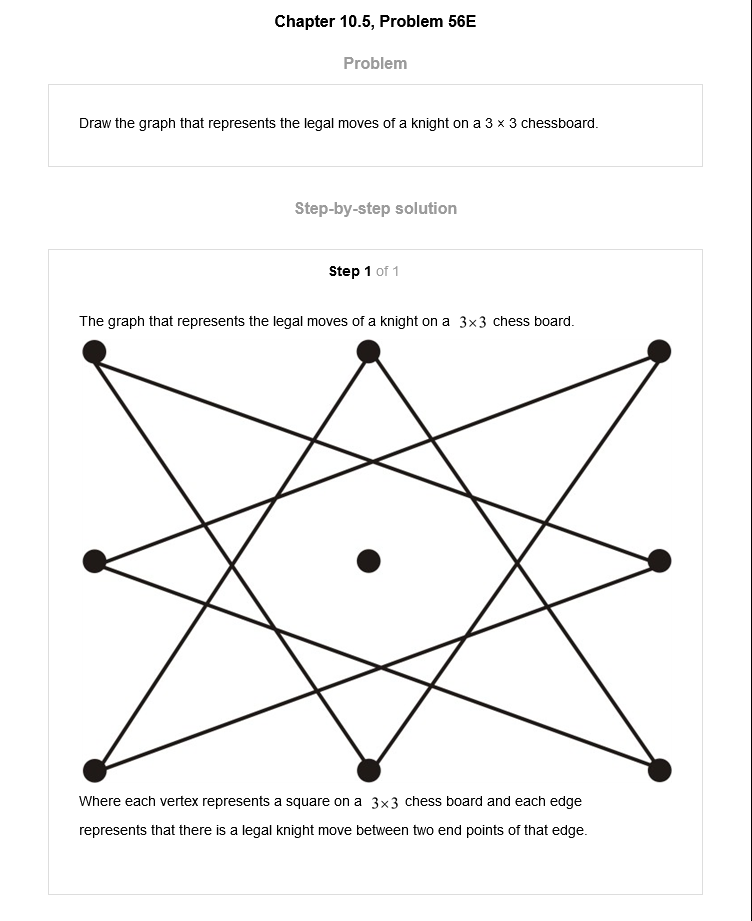 Chapter 10.5, Problem 56E
Problem
Draw the graph that represents the legal moves of a knight on a 3 × 3 chessboard.
Step-by-step solution
Step 1 of 1
The graph that represents the legal moves of a knight on a 3×3 chess board.
Where each vertex represents a square on a 3×3 chess board and each edge
represents that there is a legal knight move between two end points of that edge.